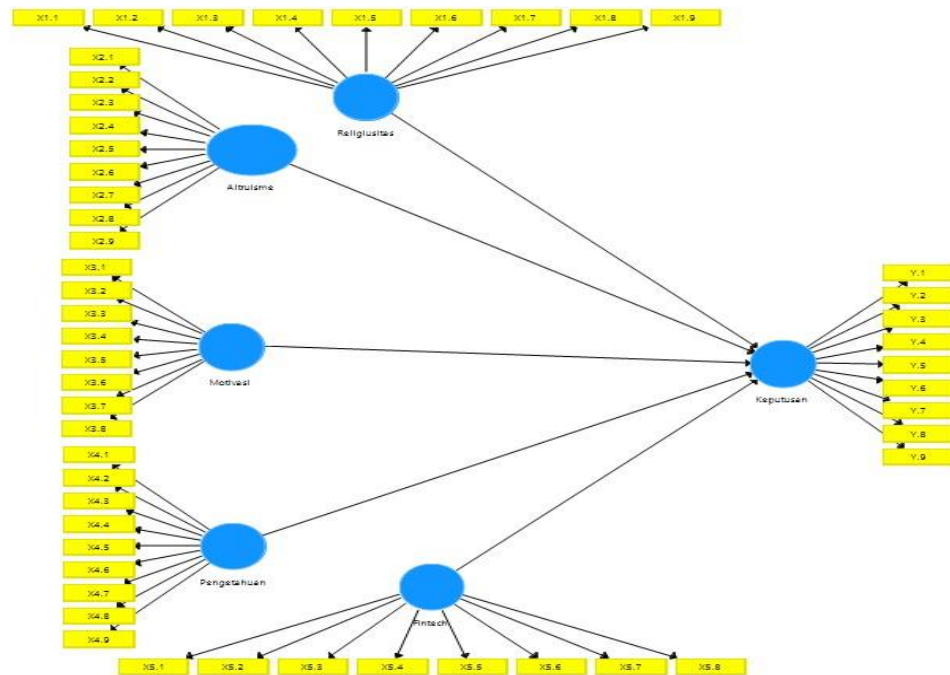 X1.1 X1.2 X1.3 X1.4 X1.5 X1.6 X1.7 X1.8 X1.9
Religiusitas
X2.1
X2.2
X2.3
X2.4
X2.5
X2.6
X2.7
X2.8
X2.9
Altruisme
X3.1
X3.2
X3.3
X3.4
X3.5
X3.6
X3.7
X3.8
Motivasi
Y.1
Y.2
Y.3
Y.4
Y.5
Y.6
Y.7
Y.8
Y.9
Keputusan
X4.1
X4.2
X4.3
X4.4
X4.5
X4.6
X4.7
X4.8
X4.9
Pengetahuan
Fintech
X5.1 X5.2 X5.3 X5.4 X5.5 X5.6 X5.7 X5.8